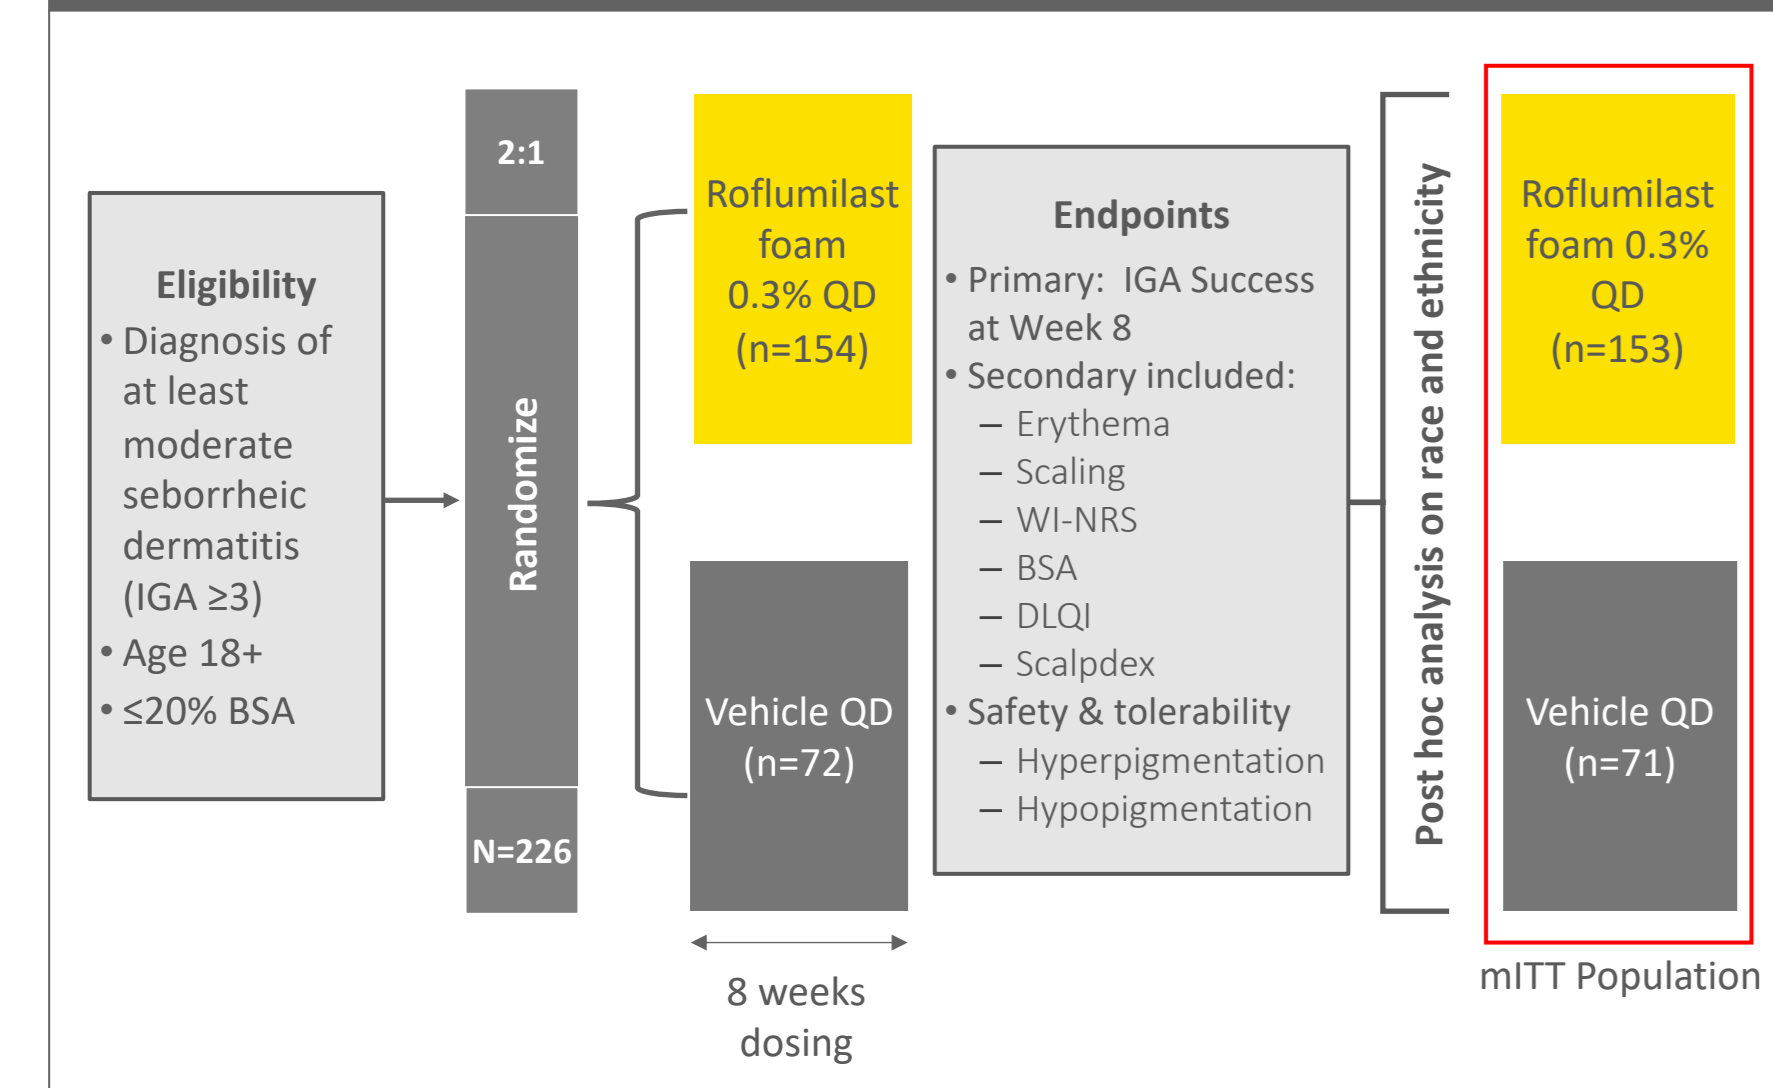 Eligibility
• Diagnosis of
at least
moderate
seborrheic
dermatitis
(IGA ≥3)
• Age 18+
• ≤20% BSA
2:1
Randomize
N=226
Roflumilast
foam
0.3% QD
(n=154)
Vehicle QD
(n=72)
8 weeks
dosing
Endpoints
• Primary: IGA Success
at Week 8
• Secondary included:
– Erythema
– Scaling
– WI-NRS
– BSA
– DLQI
– Scalpdex
• Safety & tolerability
– Hyperpigmentation
– Hypopigmentation
Post hoc analysis on race and ethnicity
Roflumilast
foam 0.3%
QD
(n=153)
Vehicle QD
(n=71)
mITT Population